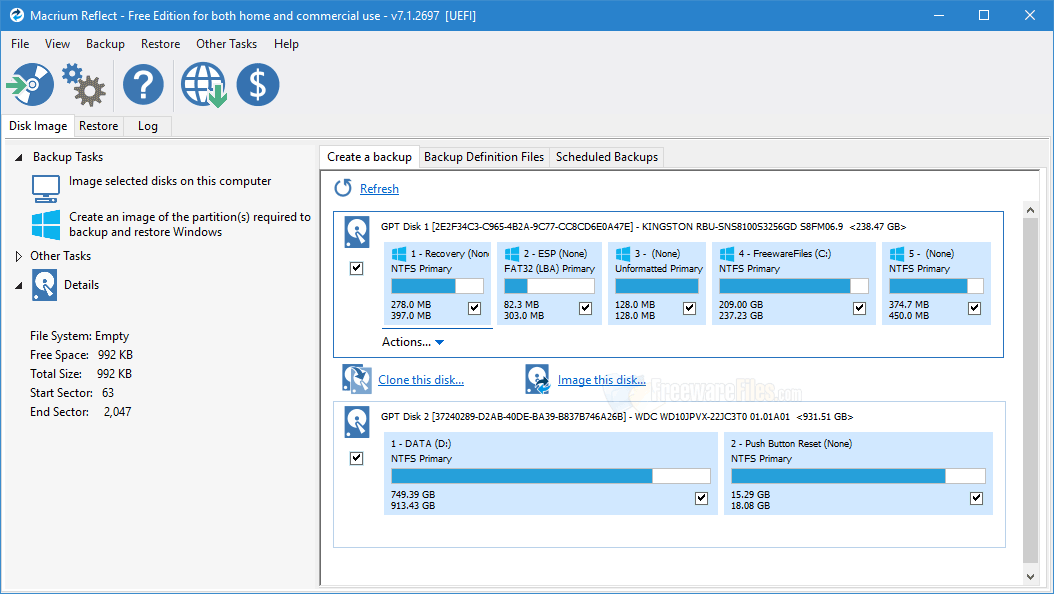 Macrium Reflect - Free Edition for both home and commercial use - v7.1.2697 [UEFI]
File View Backup Restore Other Tasks Help
Disk Image Restore Log
Backup Tasks
Image selected disks on this computer
Create an image of the partition(s) required to
backup and restore Windows
Other Tasks
Details
File System: Empty
Free Space: 992 KB
Total Size: 992 KB
Start Sector: 63
End Sector: 2,047
Create a backup Backup Definition Files Scheduled Backups
Refresh
GPT Disk 1 [2E2F34C3-C965-4B2A-9C77-CC8CD6E0A47E] - KINGSTON RBU-SNS8100S3256GD S8FM06.9 <238.47 GB>
1 - Recovery (Non
NTFS Primary
278.0 MB
397.0 MB
2 - ESP (None)
FAT32 (LBA) Primary
82.3 MB
303.0 MB
3 - (None)
Unformatted Primary
128.0 MB
128.0 MB
4 - FreewareFiles (C:)
NTFS Primary
209.00 GB
237.23 GB
5 - (None)
NTFS Primary
374.7 MB
450.0 MB
Actions...
Clone this disk... Image this disk...
FreewareFiles.com
GPT Disk 2 [37240289-D2AB-40DE-BA39-B837B746A26B] - WDC WD10JPVX-22JC3T0 01.01A01 <931.51 GB>
1 - DATA (D:)
NTFS Primary
749.39 GB
913.43 GB
2 - Push Button Reset (None)
NTFS Primary
15.29 GB
18.08 GB